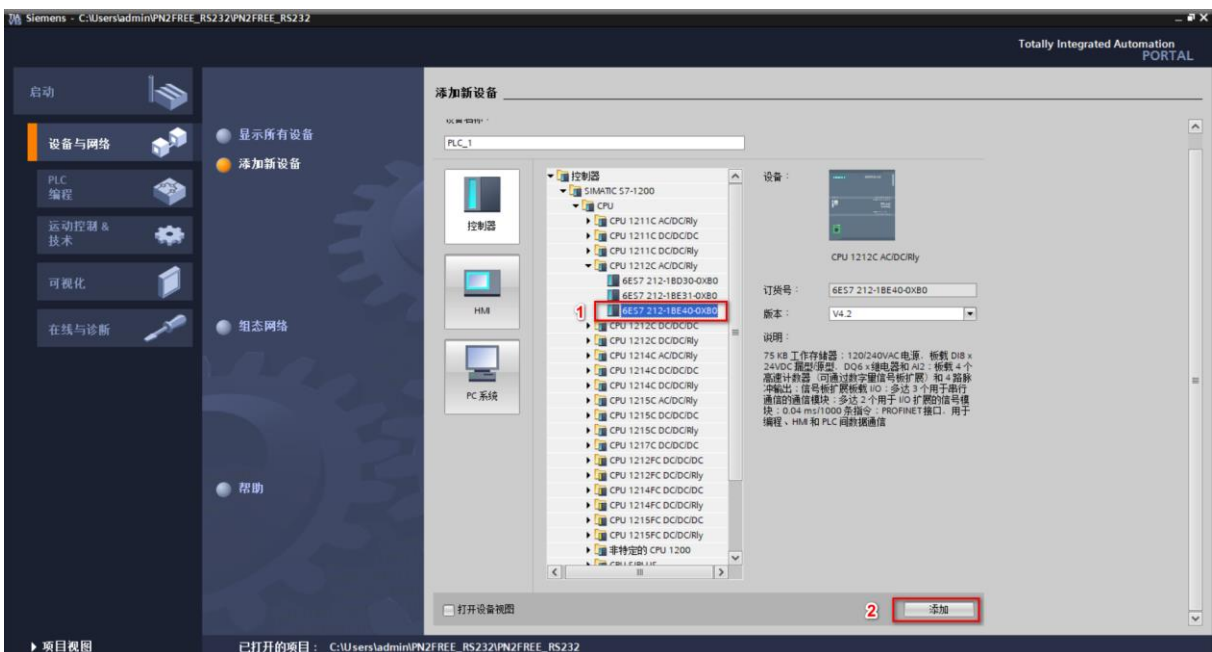 Siemens - C:\Users\admin\PN2FREE_RS232\PN2FREE_RS232
Totally Integrated Automation
PORTAL
启动
设备与网络
PLC
编程
运动控制 &
技术
可视化
在线与诊断
显示所有设备
添加新设备
组态网络
帮助
添加新设备
设备名称：
PLC_1
控制器
HMI
PC 系统
控制器
SIMATIC S7-1200
CPU
CPU 1211C AC/DC/Rly
CPU 1211C DC/DC/DC
CPU 1211C DC/DC/Rly
CPU 1212C AC/DC/Rly
6ES7 212-1BD30-0XB0
6ES7 212-1BE31-0XB0
1
6ES7 212-1BE40-0XB0
CPU 1212C DC/DC/DC
CPU 1212C DC/DC/Rly
CPU 1214C AC/DC/Rly
CPU 1214C DC/DC/DC
CPU 1214C DC/DC/Rly
CPU 1215C AC/DC/Rly
CPU 1215C DC/DC/DC
CPU 1215C DC/DC/Rly
CPU 1217C DC/DC/DC
CPU 1212FC DC/DC/DC
CPU 1212FC DC/DC/Rly
CPU 1214FC DC/DC/DC
CPU 1214FC DC/DC/Rly
CPU 1215FC DC/DC/DC
CPU 1215FC DC/DC/Rly
非特定的 CPU 1200
CPU SIPLUS
设备：
CPU 1212C AC/DC/Rly
订货号：
6ES7 212-1BE40-0XB0
版本：
V4.2
说明：
75 KB 工作存储器；120/240VAC 电源，板载 DI8 x
24VDC 漏型/源型，DQ6 x 继电器和 AI2；板载 4 个
高速计数器（可通过数字量信号板扩展）和 4 路脉
冲输出；信号板扩展板载 I/O；多达 3 个用于串行
通信的通信模块；多达 2 个用于 I/O 扩展的信号模
块；0.04 ms/1000 条指令；PROFINET 接口，用于
编程、HMI 和 PLC 间数据通信
打开设备视图
2
添加
项目视图
已打开的项目： C:\Users\admin\PN2FREE_RS232\PN2FREE_RS232